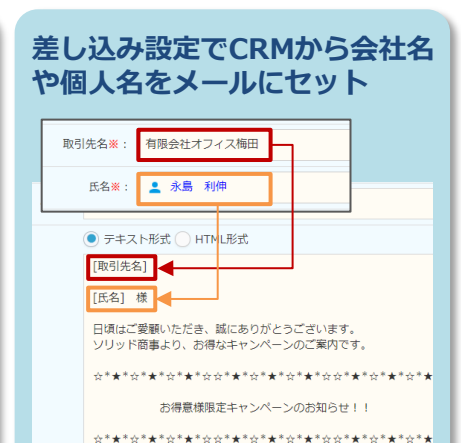 差し込み設定でCRMから会社名
や個人名をメールにセット
取引先名※： 有限会社オフィス梅田
氏名※： 永島 利伸
テキスト形式 HTML形式
[取引先名]
[氏名] 様
日頃はご愛顧いただき、誠にありがとうございます。
ソリッド商事より、お得なキャンペーンのご案内です。
☆*★*☆*★*☆*★*☆☆*★*☆*★*☆*★*☆☆*★*☆*★*☆*★
お得意様限定キャンペーンのお知らせ！！
☆*★*☆*★*☆*★*☆☆*★*☆*★*☆*★*☆☆*★*☆*★*☆*★